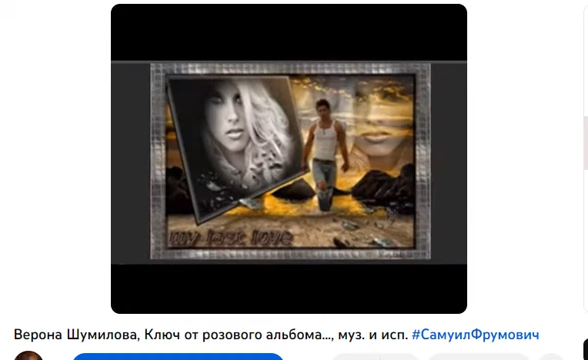 my last love
Верона Шумилова, Ключ от розового альбома..., муз. и исп. #СамуилФрумович